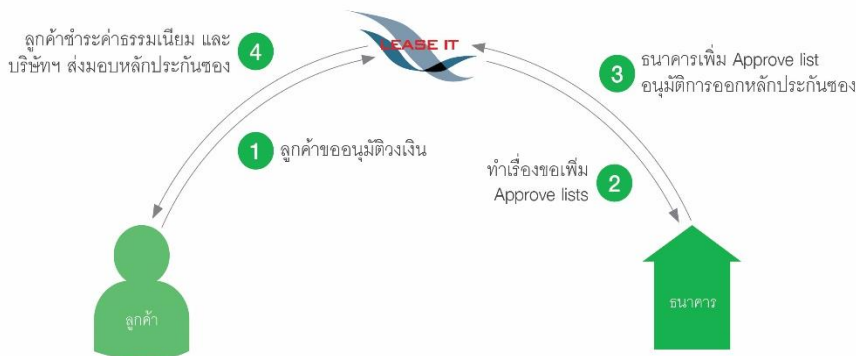 ลูกค้าชำระค่าธรรมเนียม และ
บริษัทฯ ส่งมอบหลักประกันซอง
4
LEASE IT
3
ธนาคารเพิ่ม Approve list
อนุมัติการออกหลักประกันซอง
1
ลูกค้าขออนุมัติวงเงิน
ทำเรื่องขอเพิ่ม
Approve lists
2
ลูกค้า
ธนาคาร